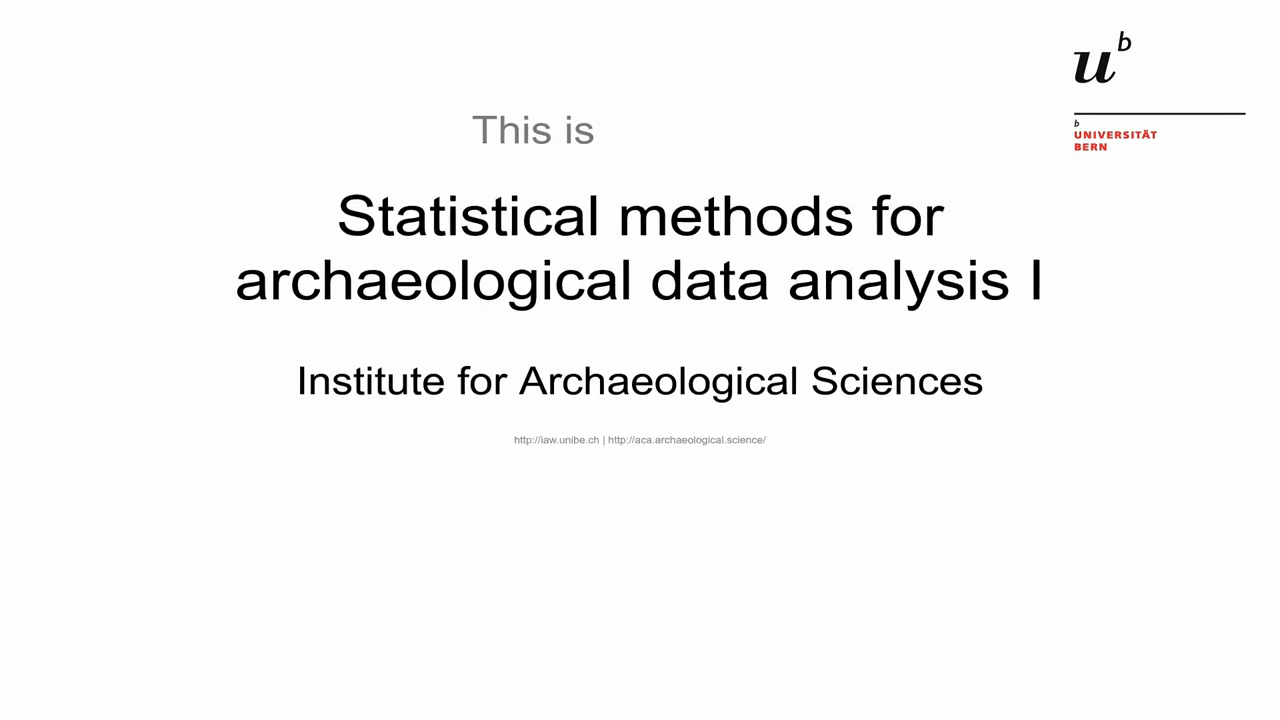 u^b
b
UNIVERSITÄT
BERN
This is
Statistical methods for
archaeological data analysis I
Institute for Archaeological Sciences
http://iaw.unibe.ch | http://aca.archaeological.science/